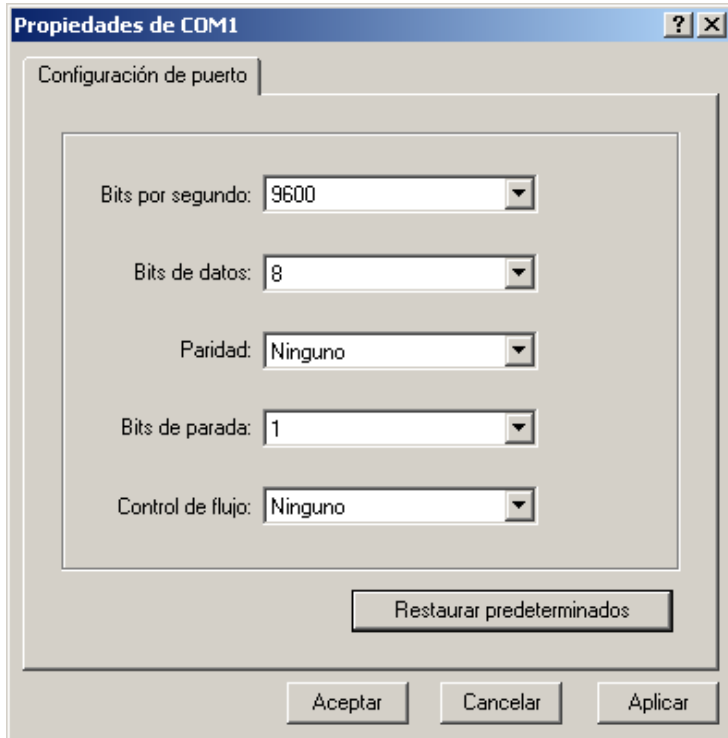 Propiedades de COM1
Configuración de puerto
Bits por segundo: 9600
Bits de datos: 8
Paridad: Ninguno
Bits de parada: 1
Control de flujo: Ninguno
Restaurar predeterminados
Aceptar Cancelar Aplicar